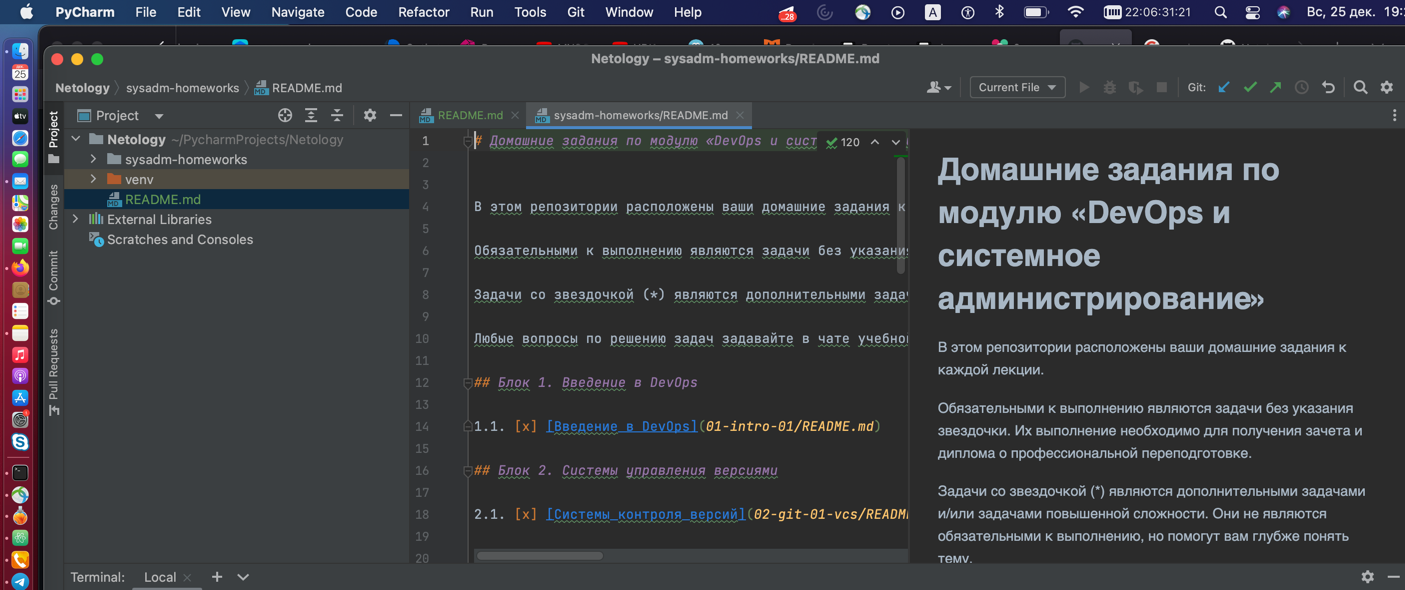 PyCharm File Edit View Navigate Code Refactor Run Tools Git Window Help 28 A 22:06:31:21 Вс, 25 дек. 19:
Netology – sysadm-homeworks/README.md
Netology sysadm-homeworks README.md Current File Git:
DEC
25
tv
Project
Changes
Commit
Pull Requests
Project
Netology ~/PycharmProjects/Netology
sysadm-homeworks
venv
README.md
External Libraries
Scratches and Consoles
README.md sysadm-homeworks/README.md
1 # Домашние задания по модулю «DevOps и сист 120
2
3
4 В этом репозитории расположены ваши домашние задания к
5
6 Обязательными к выполнению являются задачи без указания
7
8 Задачи со звездочкой (*) являются дополнительными задач
9
10 Любые вопросы по решению задач задавайте в чате учебно
11
12 ## Блок 1. Введение в DevOps
13
14 1.1. [x] [Введение в DevOps](01-intro-01/README.md)
15
16 ## Блок 2. Системы управления версиями
17
18 2.1. [x] [Системы контроля версий](02-git-01-vcs/READM
19
20
Домашние задания по
модулю «DevOps и
системное
администрирование»
В этом репозитории расположены ваши домашние задания к
каждой лекции.
Обязательными к выполнению являются задачи без указания
звездочки. Их выполнение необходимо для получения зачета и
диплома о профессиональной переподготовке.
Задачи со звездочкой (*) являются дополнительными задачами
и/или задачами повышенной сложности. Они не являются
обязательными к выполнению, но помогут вам глубже понять
тему.
Terminal: Local